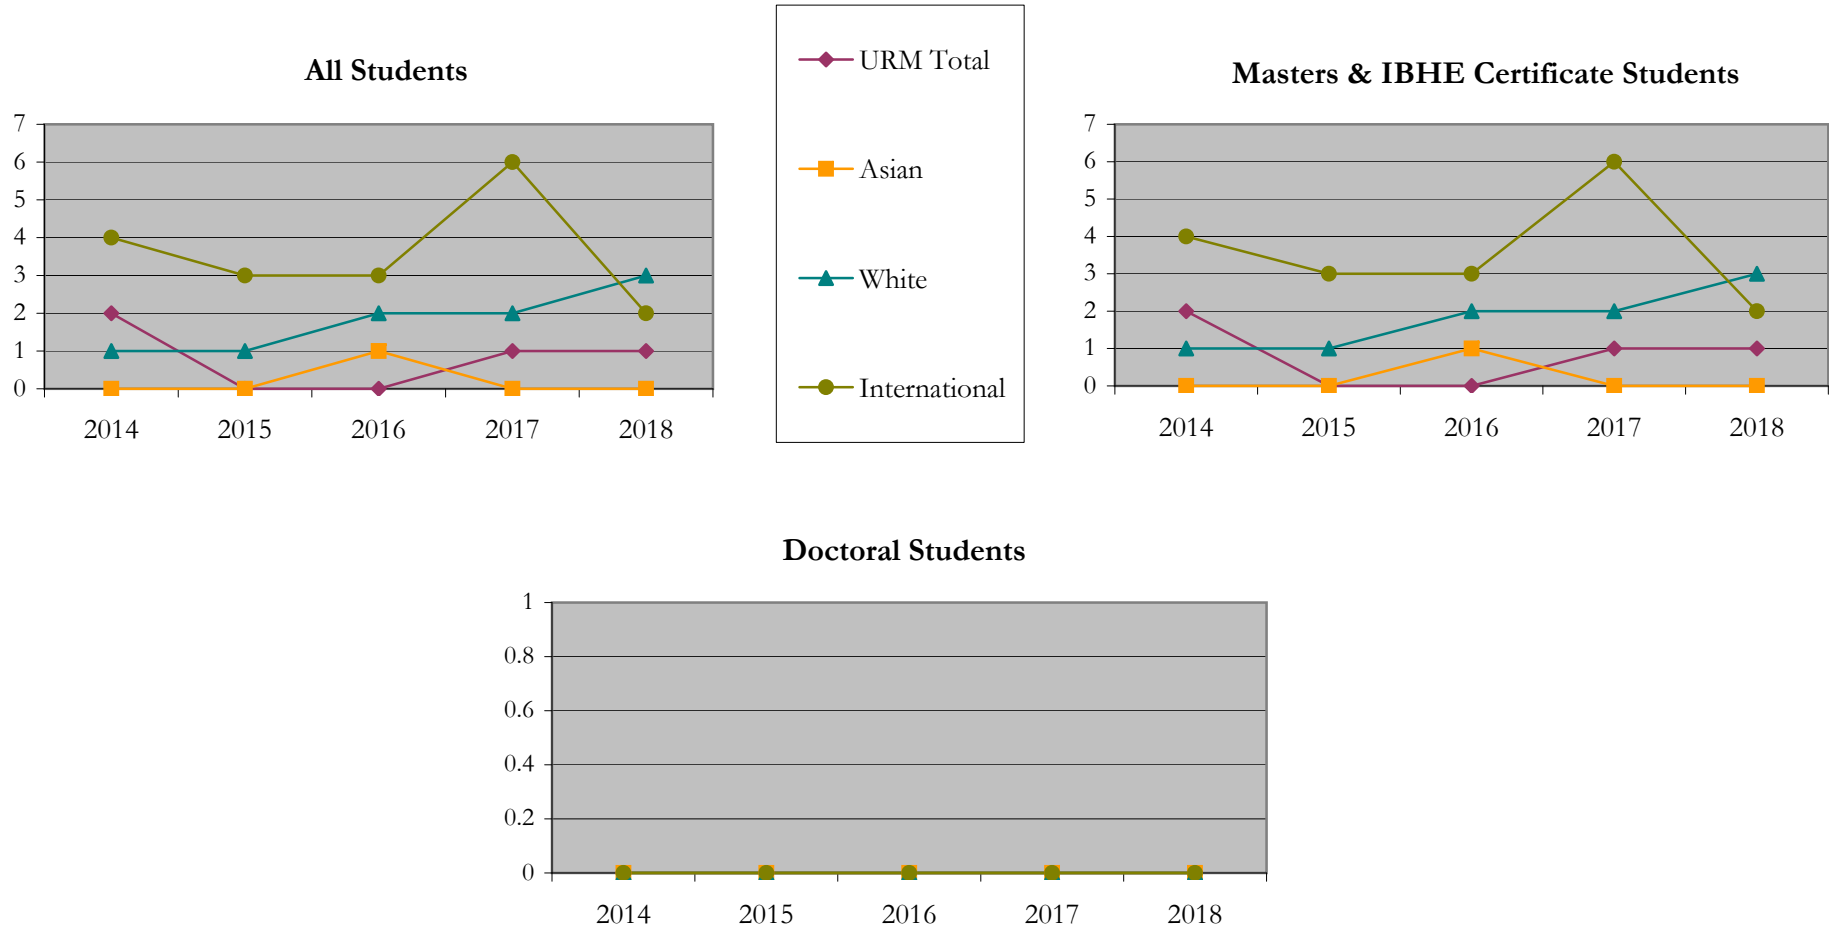 All Students
7
6
5
4
3
2
1
0
2014 2015 2016 2017 2018
URM Total
Asian
White
International
Masters & IBHE Certificate Students
7
6
5
4
3
2
1
0
2014 2015 2016 2017 2018
Doctoral Students
1
0.8
0.6
0.4
0.2
0
2014 2015 2016 2017 2018